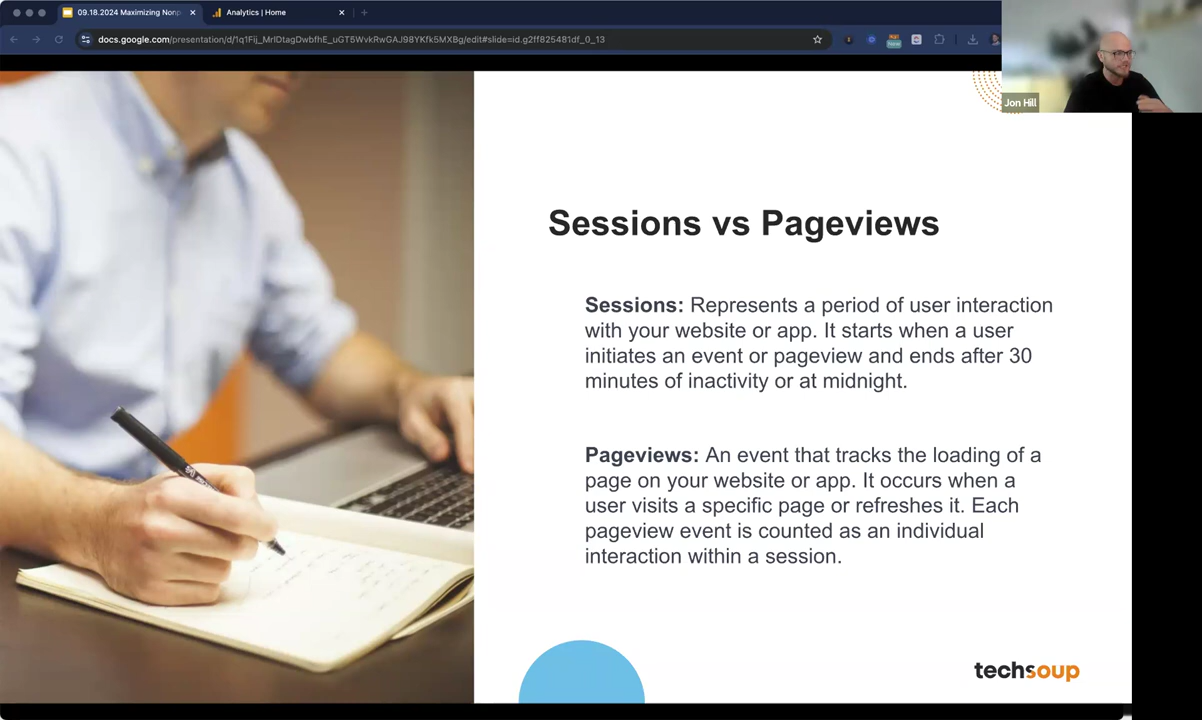 09.18.2024 Maximizing Nonp
Analytics | Home
docs.google.com/presentation/d/1q1Fij_MrlDtagDwbfhE_uGT5WvkRwGAJ98YKfk5MXBg/edit#slide=id.g2ff825481df_0_13
Jon Hill
Sessions vs Pageviews
Sessions: Represents a period of user interaction
with your website or app. It starts when a user
initiates an event or pageview and ends after 30
minutes of inactivity or at midnight.
Pageviews: An event that tracks the loading of a
page on your website or app. It occurs when a
user visits a specific page or refreshes it. Each
pageview event is counted as an individual
interaction within a session.
techsoup